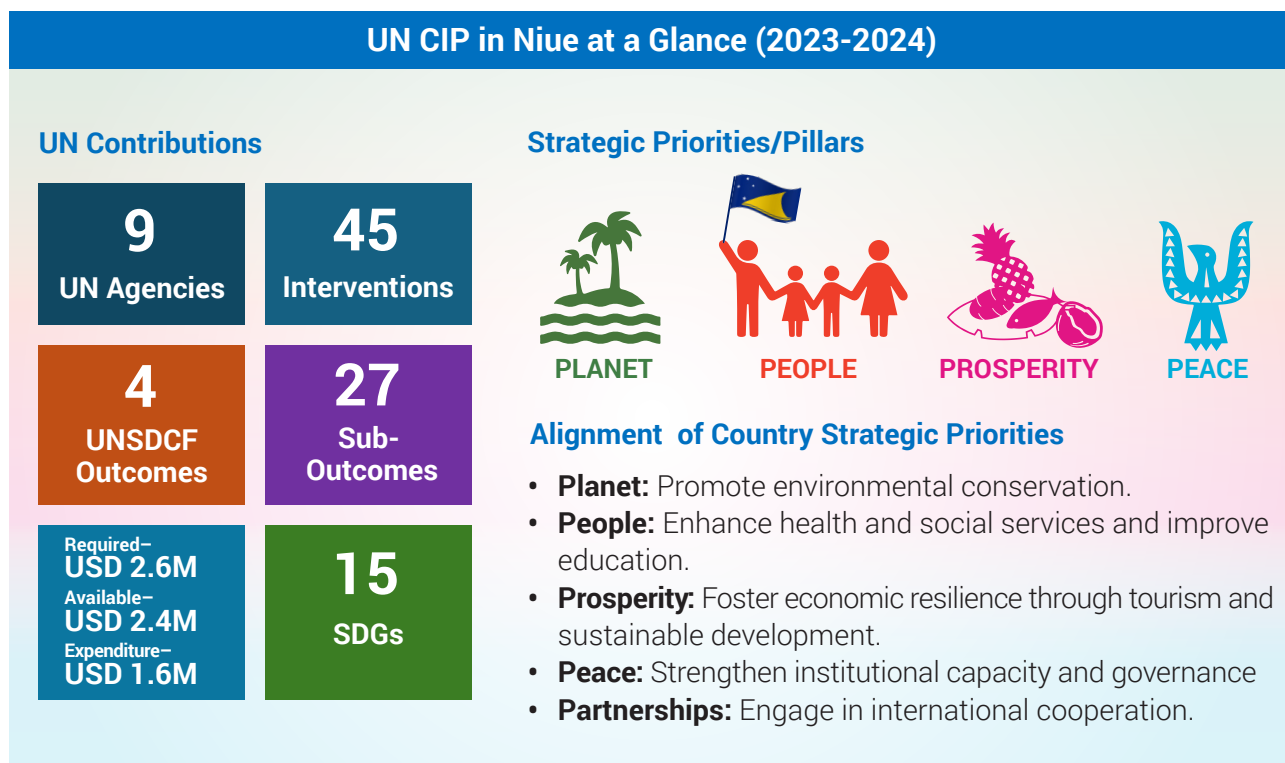 UN CIP in Niue at a Glance (2023-2024)
UN Contributions
9
UN Agencies
45
Interventions
4
UNSDCF
Outcomes
27
Sub-
Outcomes
Required–
USD 2.6M
Available–
USD 2.4M
Expenditure–
USD 1.6M
15
SDGs
Strategic Priorities/Pillars
PLANET
PEOPLE
PROSPERITY
PEACE
Alignment of Country Strategic Priorities
• Planet: Promote environmental conservation.
• People: Enhance health and social services and improve
education.
• Prosperity: Foster economic resilience through tourism and
sustainable development.
• Peace: Strengthen institutional capacity and governance
• Partnerships: Engage in international cooperation.